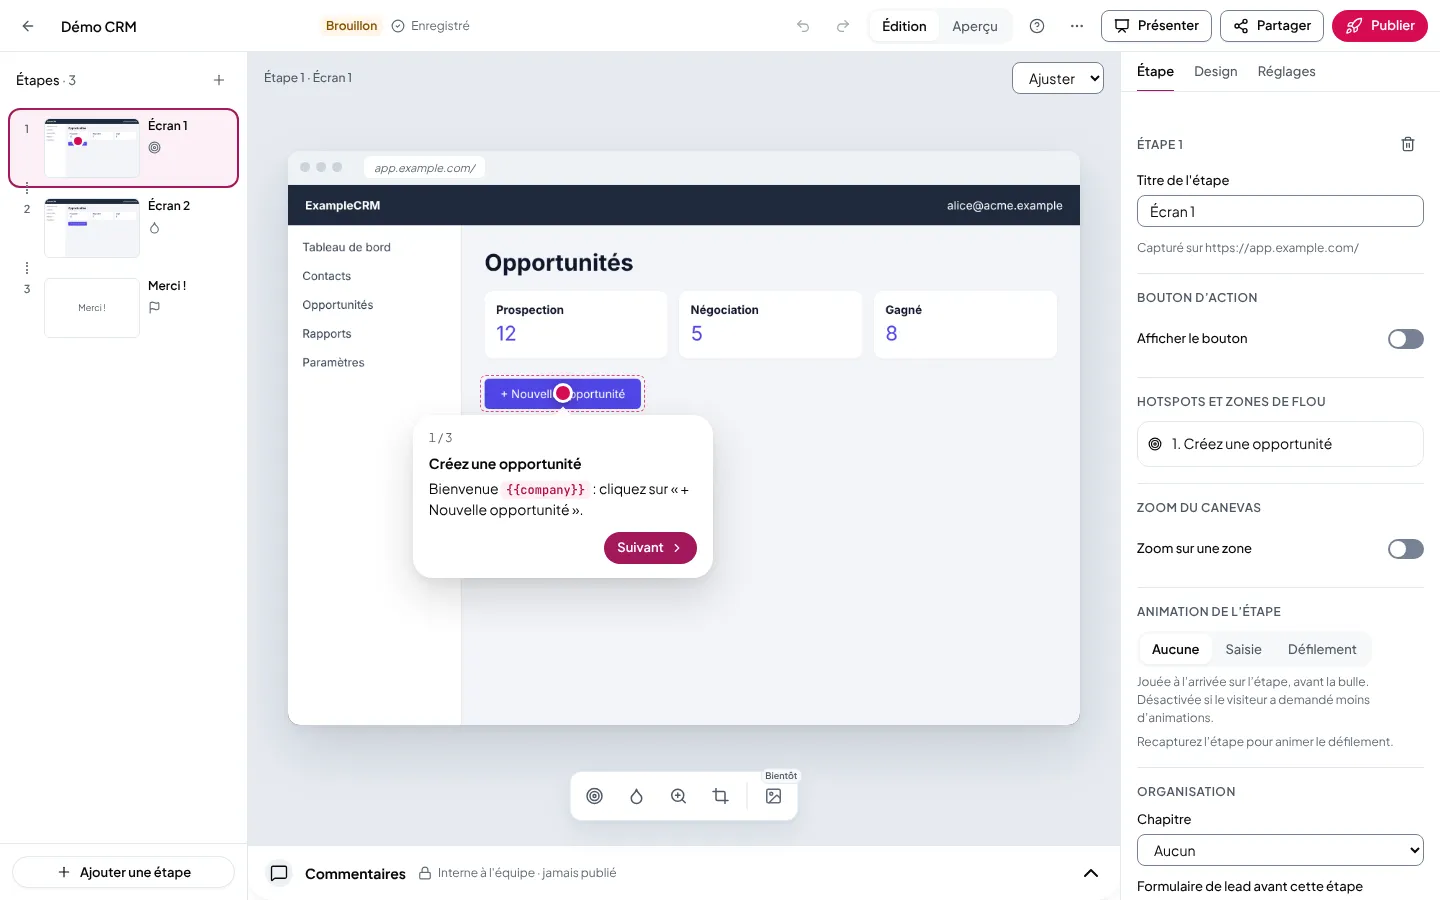 Démo CRM
Brouillon
Enregistré
Édition
Aperçu
Présenter
Partager
Publier
Étapes · 3
1
Écran 1
2
Écran 2
3
Merci !
Merci !
Ajouter une étape
Étape 1 · Écran 1
Ajuster
app.example.com/
ExampleCRM
alice@acme.example
Tableau de bord
Contacts
Opportunités
Rapports
Paramètres
Opportunités
Prospection
12
Négociation
5
Gagné
8
+ Nouvell pportunité
1 / 3
Créez une opportunité
Bienvenue {{company}} : cliquez sur « +
Nouvelle opportunité ».
Suivant
Bientôt
Commentaires
Interne à l'équipe · jamais publié
Étape
Design
Réglages
ÉTAPE 1
Titre de l'étape
Écran 1
Capturé sur https://app.example.com/
BOUTON D'ACTION
Afficher le bouton
HOTSPOTS ET ZONES DE FLOU
1. Créez une opportunité
ZOOM DU CANEVAS
Zoom sur une zone
ANIMATION DE L'ÉTAPE
Aucune
Saisie
Défilement
Jouée à l'arrivée sur l'étape, avant la bulle.
Désactivée si le visiteur a demandé moins
d'animations.
Recapturez l'étape pour animer le défilement.
ORGANISATION
Chapitre
Aucun
Formulaire de lead avant cette étape